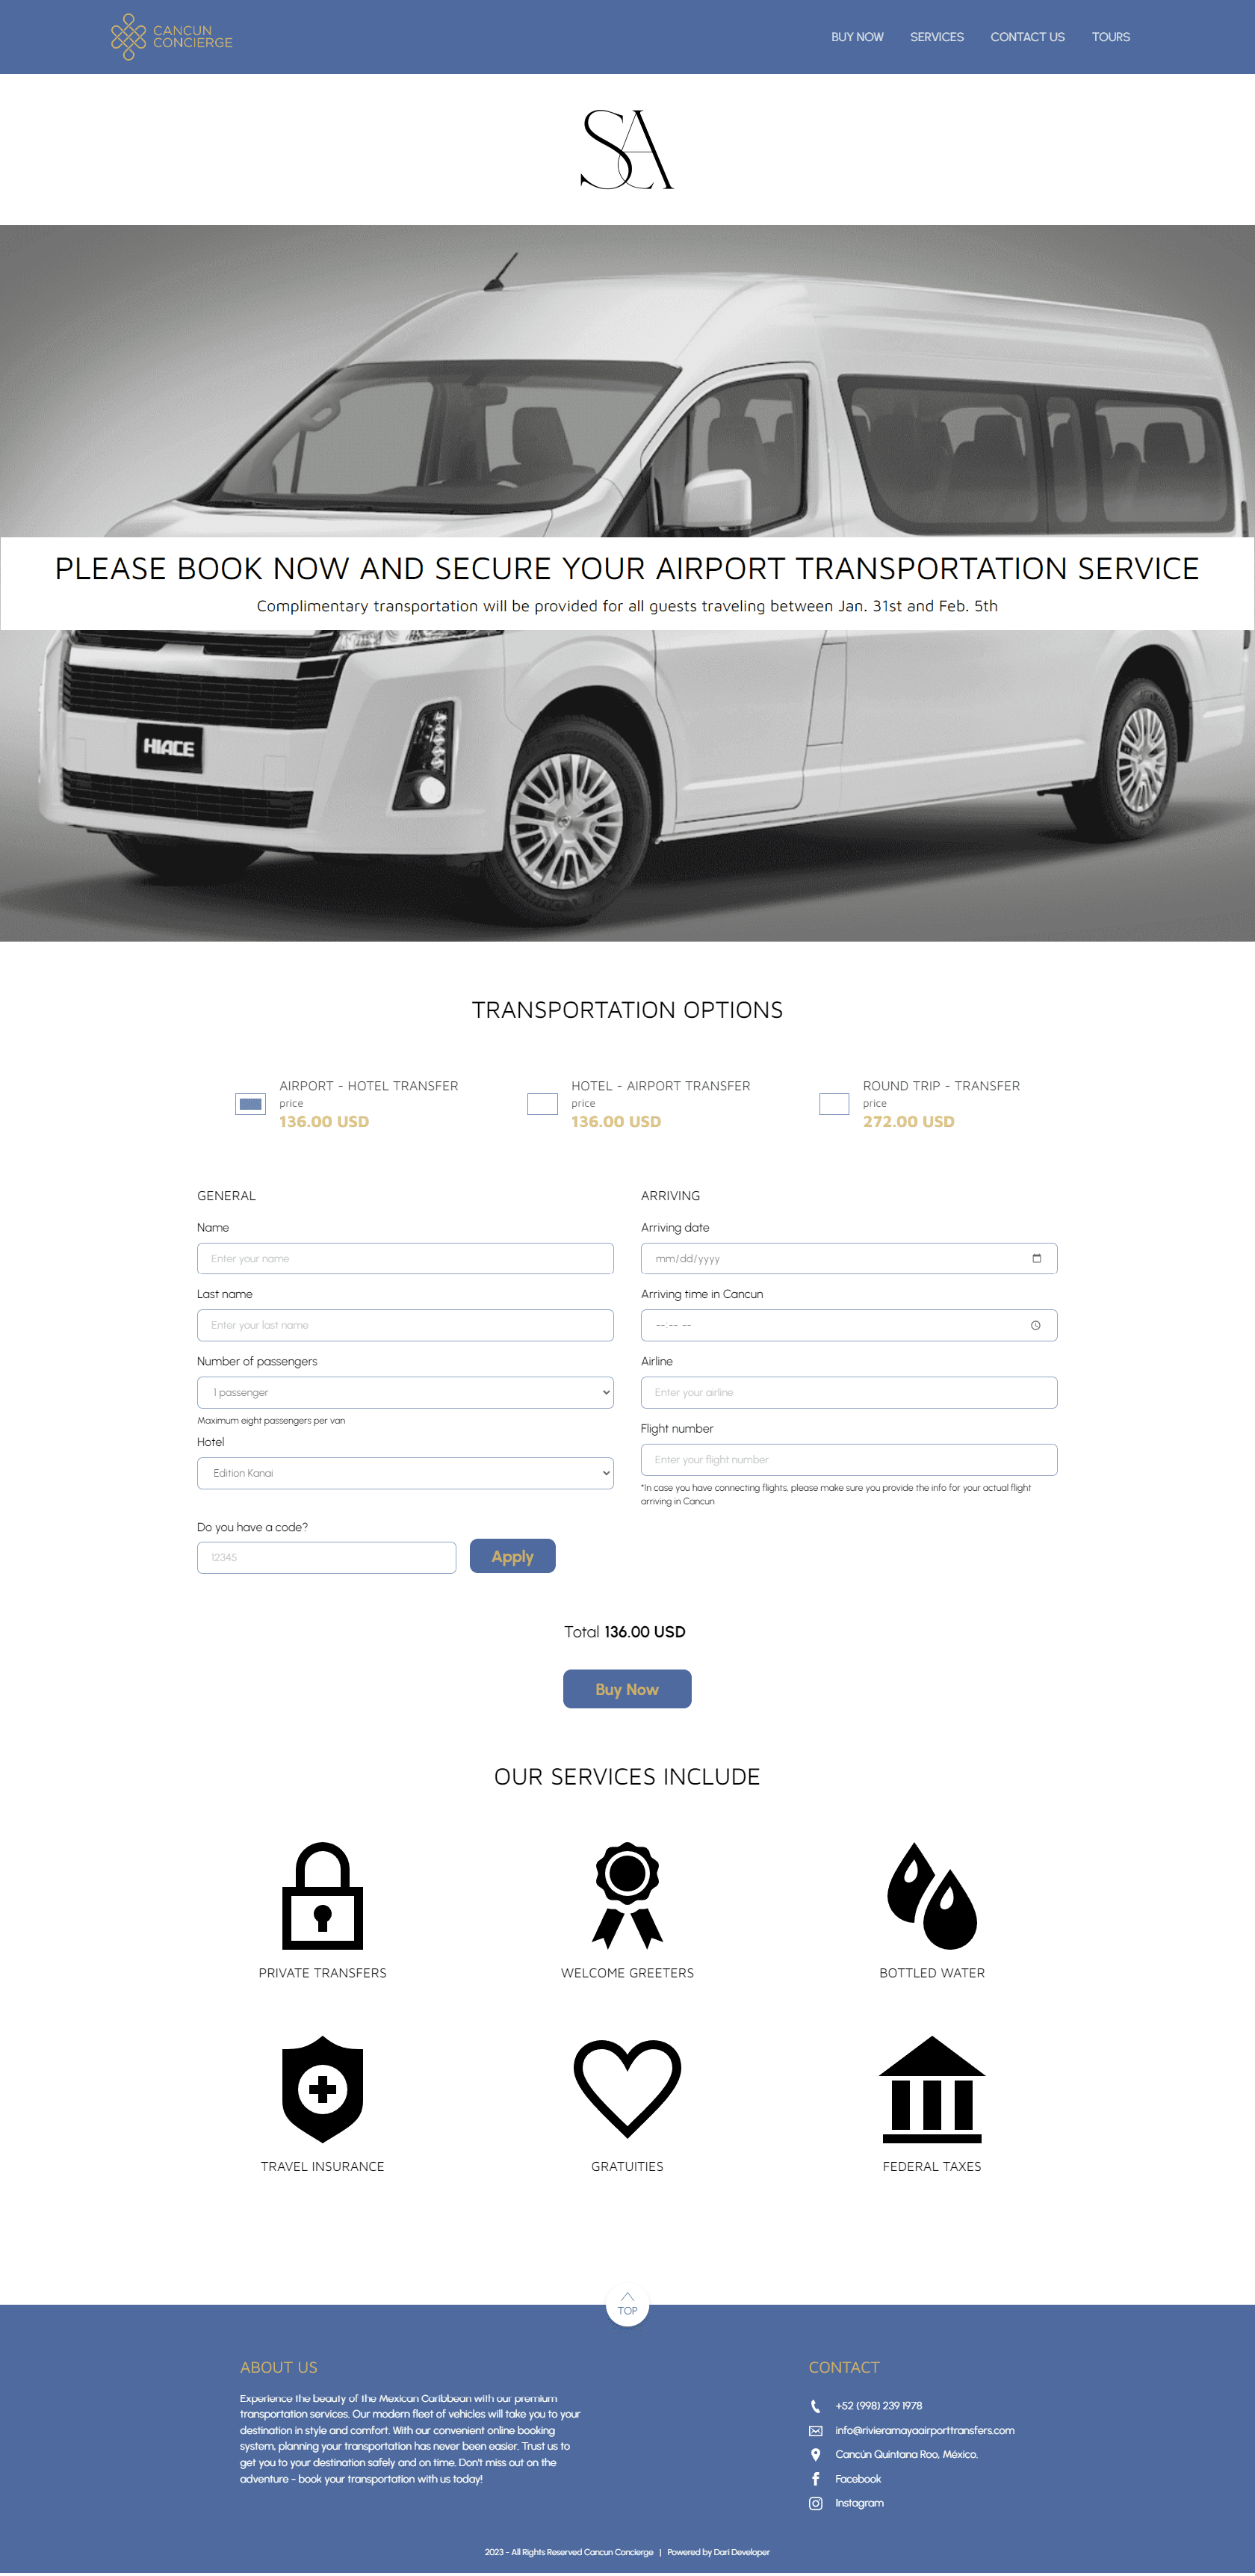 CANCUN
CONCIERGE
BUY NOW
SERVICES
CONTACT US
TOURS
SA
PLEASE BOOK NOW AND SECURE YOUR AIRPORT TRANSPORTATION SERVICE
Complimentary transportation will be provided for all guests traveling between Jan. 31st and Feb. 5th
HIACE
TRANSPORTATION OPTIONS
AIRPORT - HOTEL TRANSFER
price
136.00 USD
HOTEL - AIRPORT TRANSFER
price
136.00 USD
ROUND TRIP - TRANSFER
price
272.00 USD
GENERAL
Name
Enter your name
Last name
Enter your last name
Number of passengers
1 passenger
Maximum eight passengers per van
Hotel
Edition Kanai
ARRIVING
Arriving date
mm/dd/yyyy
Arriving time in Cancun
--:-- --
Airline
Enter your airline
Flight number
Enter your flight number
*In case you have connecting flights, please make sure you provide the info for your actual flight
arriving in Cancun
Do you have a code?
12345
Apply
Total 136.00 USD
Buy Now
OUR SERVICES INCLUDE
PRIVATE TRANSFERS
WELCOME GREETERS
BOTTLED WATER
TRAVEL INSURANCE
GRATUITIES
FEDERAL TAXES
TOP
ABOUT US
Experience the beauty of the Mexican Caribbean with our premium
transportation services. Our modern fleet of vehicles will take you to your
destination in style and comfort. With our convenient online booking
system, planning your transportation has never been easier. Trust us to
get you to your destination safely and on time. Don't miss out on the
adventure - book your transportation with us today!
CONTACT
+52 (998) 239 1978
info@rivieramayaairporttransfers.com
Cancún Quintana Roo, México.
Facebook
Instagram
2023 - All Rights Reserved Cancun Concierge | Powered by Dari Developer